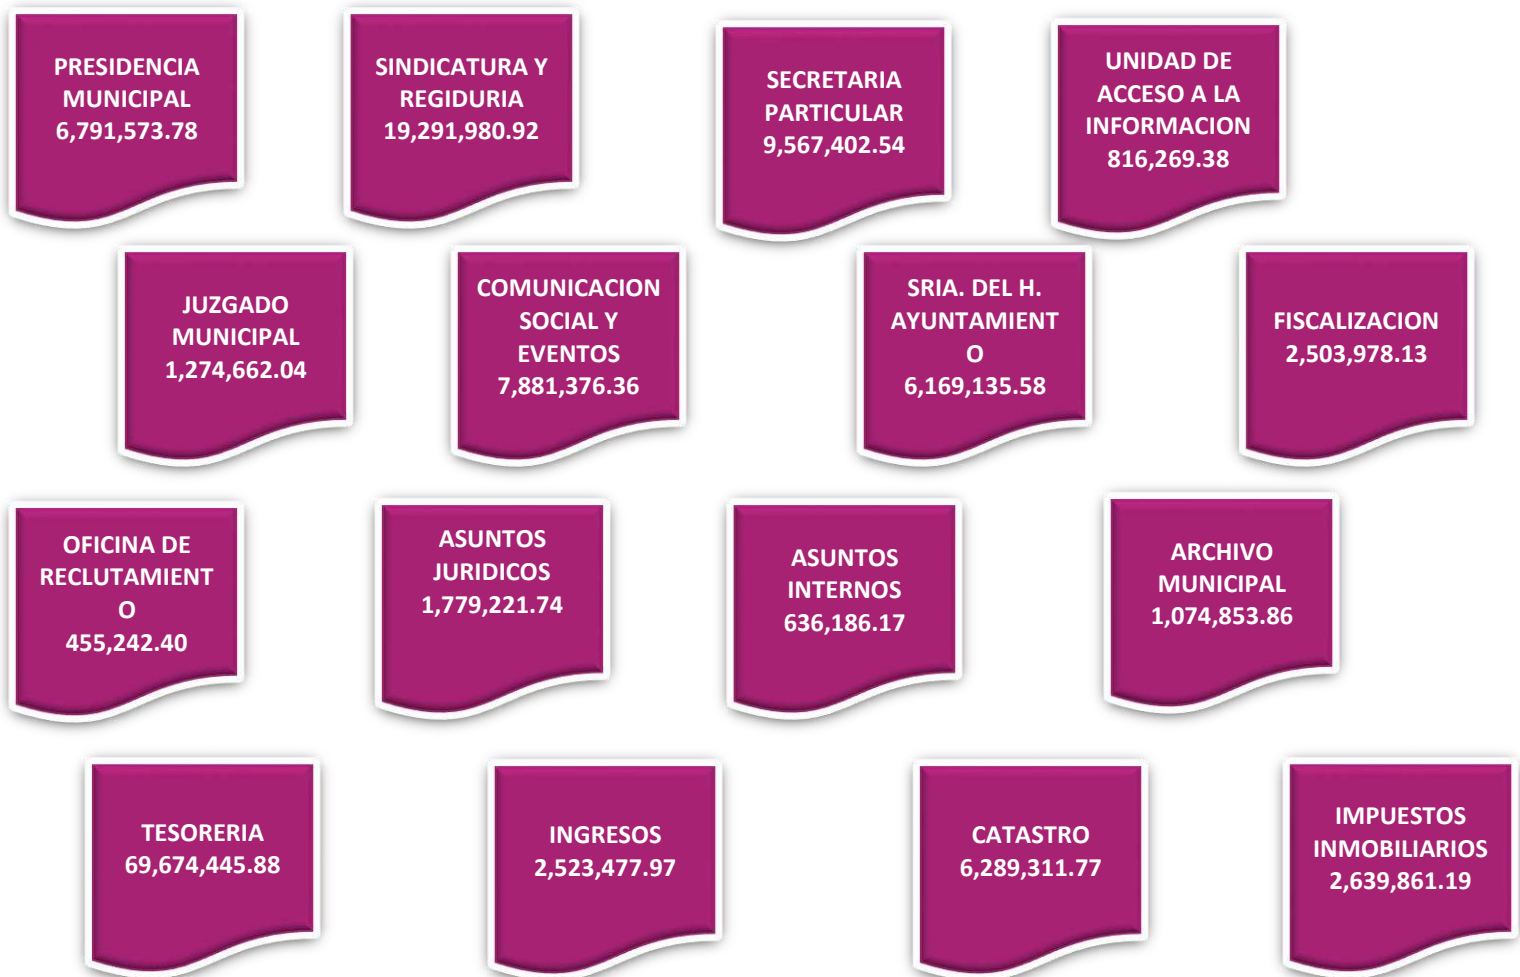 PRESIDENCIA
MUNICIPAL
6,791,573.78
SINDICATURA Y
REGIDURIA
19,291,980.92
SECRETARIA
PARTICULAR
9,567,402.54
UNIDAD DE
ACCESO A LA
INFORMACION
816,269.38
JUZGADO
MUNICIPAL
1,274,662.04
COMUNICACION
SOCIAL Y
EVENTOS
7,881,376.36
SRIA. DEL H.
AYUNTAMIENT
O
6,169,135.58
FISCALIZACION
2,503,978.13
OFICINA DE
RECLUTAMIENT
O
455,242.40
ASUNTOS
JURIDICOS
1,779,221.74
ASUNTOS
INTERNOS
636,186.17
ARCHIVO
MUNICIPAL
1,074,853.86
TESORERIA
69,674,445.88
INGRESOS
2,523,477.97
CATASTRO
6,289,311.77
IMPUESTOS
INMOBILIARIOS
2,639,861.19